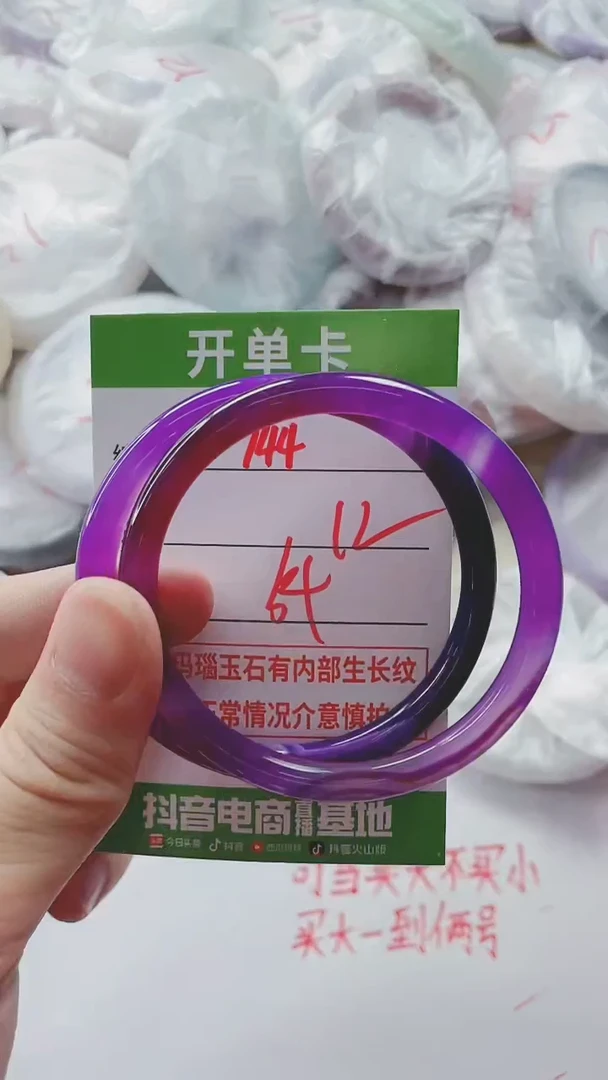 开单卡
144
12
64
玛瑙玉石有内部生长纹
正常情况介意慎拍
抖音电商直播基地
今日头条 抖音 西瓜视频 抖音火山版
叮当买大不买小
买大一到俩号